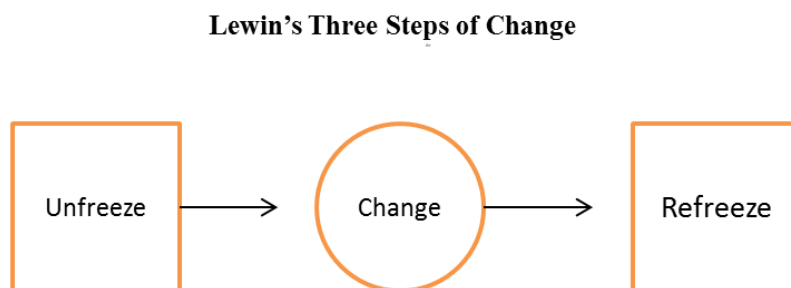 Lewin’s Three Steps of Change
Unfreeze
Change
Refreeze